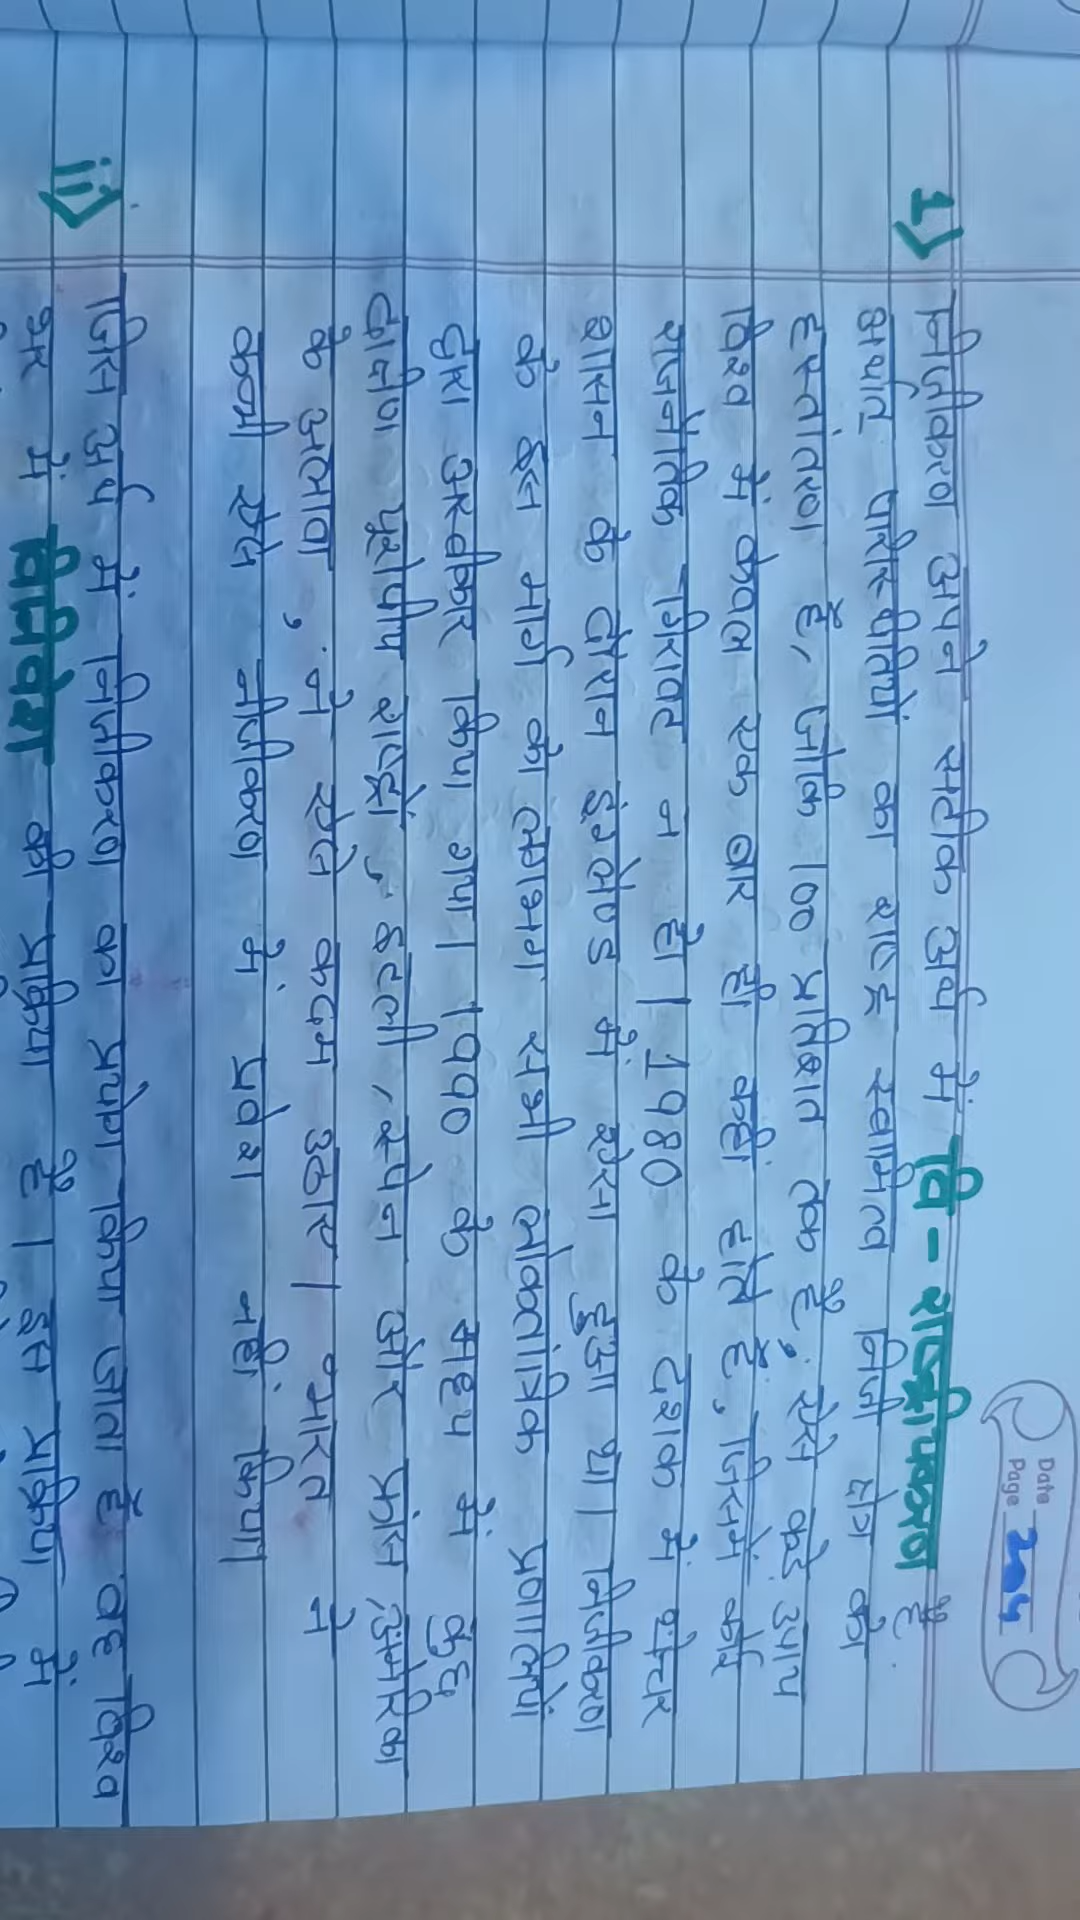 Date
Page 204
1) निजीकरण अपने सटीक अर्थ में वि-राष्ट्रीयकरण है
अर्थात् परिस्थीतियों का राष्ट्र स्वामीत्व निजी क्षेत्र को
हस्तांतरण हैं, जोकि 100 प्रतिशत तक है, ऐसे कई उपाय
विश्व में केवल एक बार ही कहीं होते हैं, जिसमें कोई
राजनीतिक गिरावट न हो। 1980 के दशक में थैचर
शासन के दौरान इंग्लैण्ड में ऐसा हुआ था। निजीकरण
के इस मार्ग को लगभग सभी लोकतांत्रिक प्रणालियों
द्वारा अस्वीकार किया गया। 1990 के मध्य में कुछ
दक्षिण यूरोपीय राष्ट्रों, इटली, स्पेन और फ्रांस, अमेरिका
के अलावा, ने ऐसे कदम उठाए। भारत ने
कभी ऐसे नीजीकरण में प्रवेश नहीं किया।
ii) जिस अर्थ में निजीकरण का प्रयोग किया जाता हैं वह विश्व
भर में विनिवेश की प्रक्रिया है। इस प्रक्रिया में